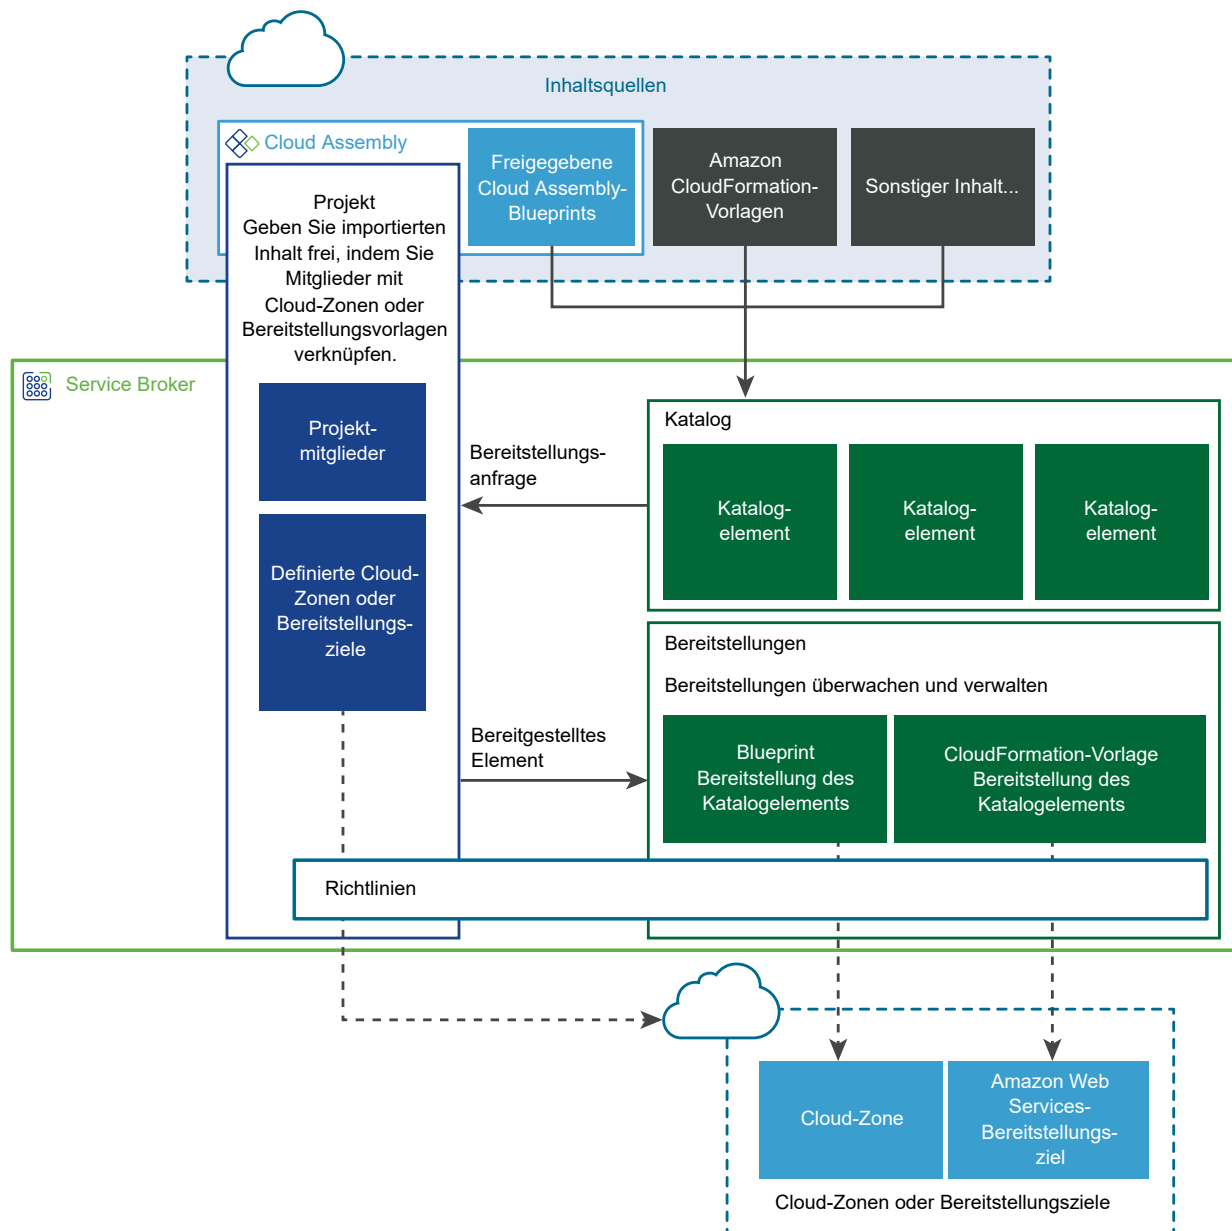 Inhaltsquellen
Cloud Assembly
Freigegebene
Cloud Assembly-
Blueprints
Amazon
CloudFormation-
Vorlagen
Sonstiger Inhalt...
Projekt
Geben Sie importierten
Inhalt frei, indem Sie
Mitglieder mit
Cloud-Zonen oder
Bereitstellungsvorlagen
verknüpfen.
Service Broker
Projekt-
mitglieder
Definierte Cloud-
Zonen oder
Bereitstellungs-
ziele
Bereitstellungs-
anfrage
Katalog
Katalog-
element
Katalog-
element
Katalog-
element
Bereitgestelltes
Element
Bereitstellungen
Bereitstellungen überwachen und verwalten
Blueprint
Bereitstellung des
Katalogelements
CloudFormation-Vorlage
Bereitstellung des
Katalogelements
Richtlinien
Cloud-Zone
Amazon Web
Services-
Bereitstellungs-
ziel
Cloud-Zonen oder Bereitstellungsziele